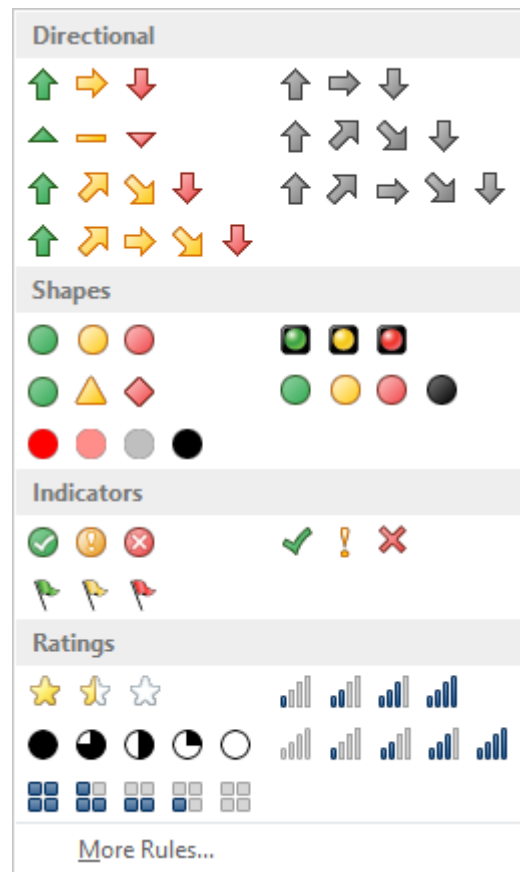 Directional
Shapes
Indicators
Ratings
More Rules...